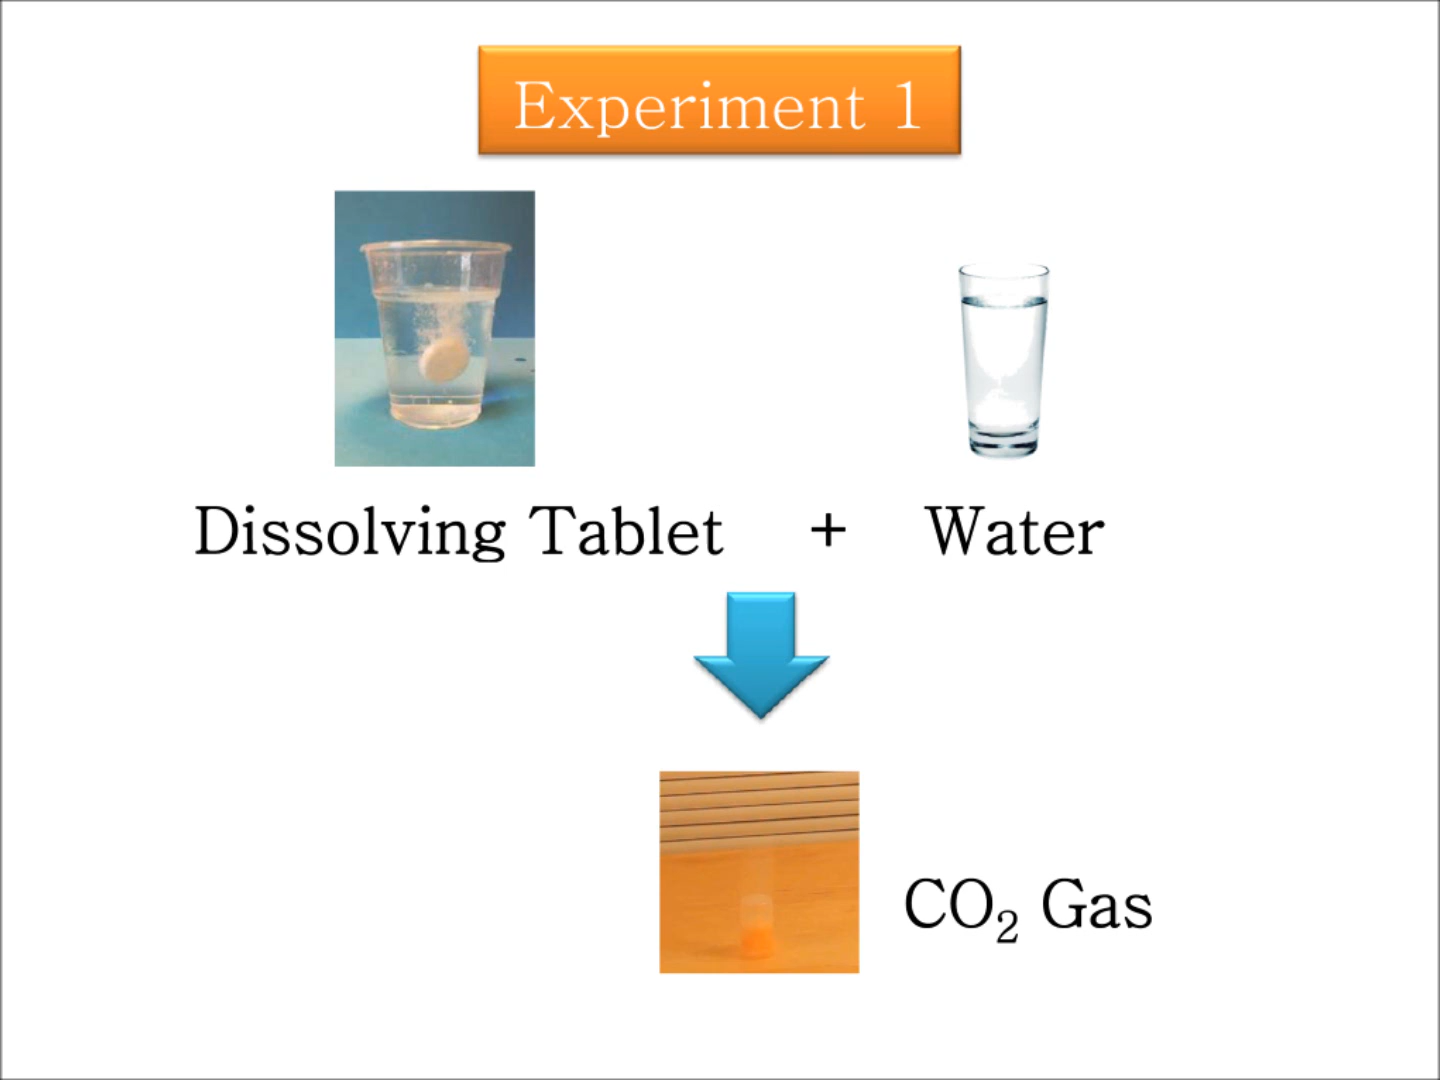 Experiment 1
Dissolving Tablet + Water
CO₂ Gas